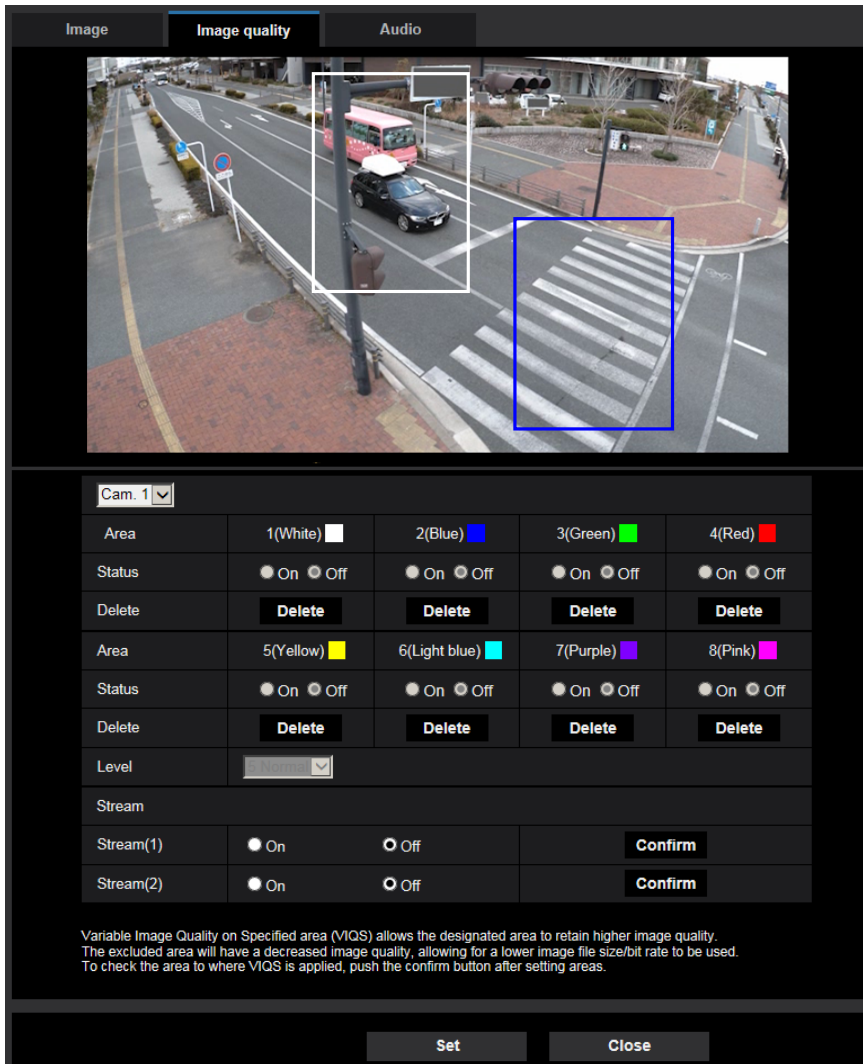 Image Image quality Audio
Cam. 1
Area 1(White) 2(Blue) 3(Green) 4(Red)
Status On Off On Off On Off On Off
Delete Delete Delete Delete Delete
Area 5(Yellow) 6(Light blue) 7(Purple) 8(Pink)
Status On Off On Off On Off On Off
Delete Delete Delete Delete Delete
Level 5 Normal
Stream
Stream(1) On Off Confirm
Stream(2) On Off Confirm
Variable Image Quality on Specified area (VIQS) allows the designated area to retain higher image quality.
The excluded area will have a decreased image quality, allowing for a lower image file size/bit rate to be used.
To check the area to where VIQS is applied, push the confirm button after setting areas.
Set Close